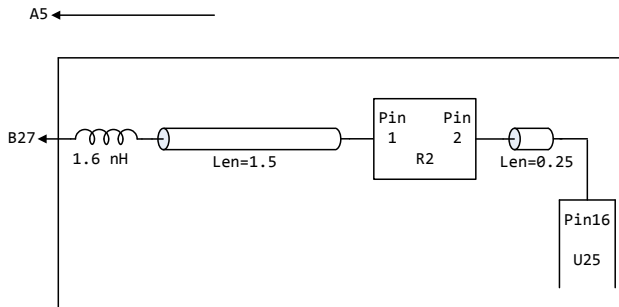 A5
B27
1.6 nH
Len=1.5
Pin Pin
1 2
R2
Len=0.25
Pin16
U25